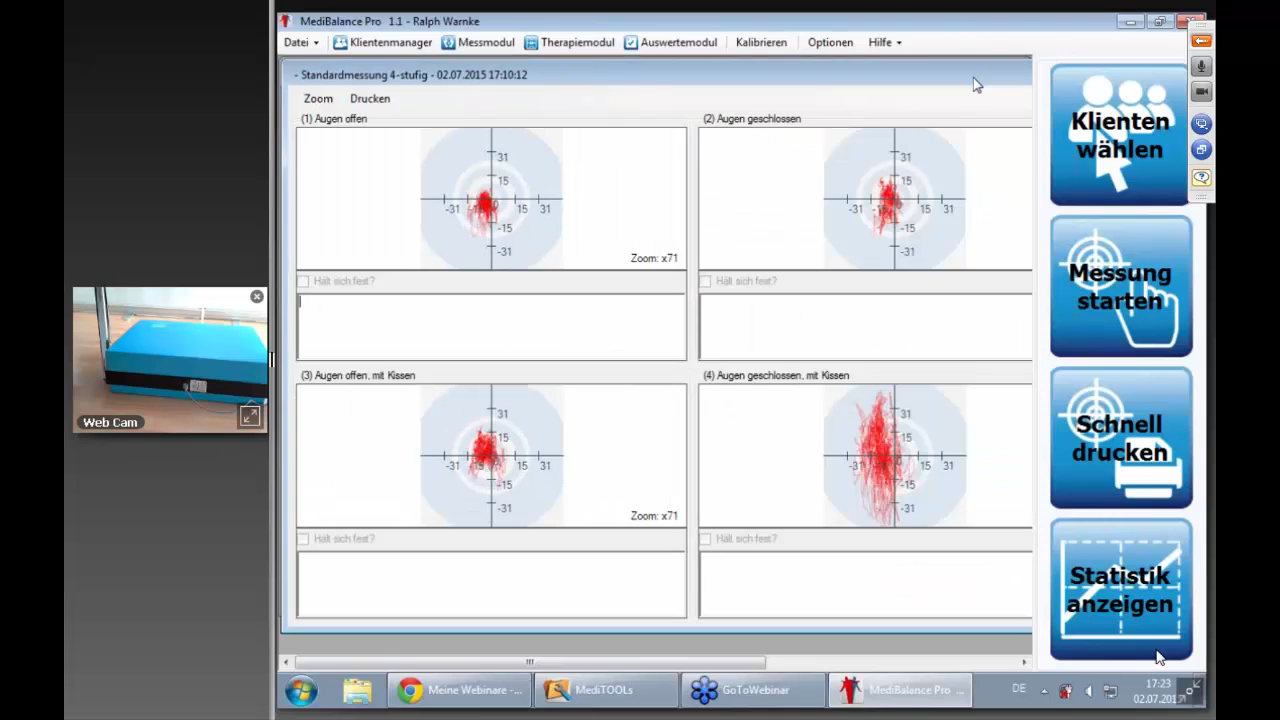 MediBalance Pro 1.1 - Ralph Warnke
Datei Klientenmanager Messmodul Therapiemodul Auswertemodul Kalibrieren Optionen Hilfe
- Standardmessung 4-stufig - 02.07.2015 17:10:12
Zoom Drucken
(1) Augen offen
31
15
-31 -15 15 31
-15
-31
Zoom: x71
Hält sich fest?
(2) Augen geschlossen
31
15
-31 15 31
-15
-31
Hält sich fest?
(3) Augen offen, mit Kissen
31
15
-31 -15 15 31
-15
-31
Zoom: x71
Hält sich fest?
(4) Augen geschlossen, mit Kissen
31
15
-31 15 31
-15
-31
Hält sich fest?
Klienten
wählen
Messung
starten
Schnell
drucken
Statistik
anzeigen
Web Cam
Meine Webinare - ...
MediTOOLs
GoToWebinar
MediBalance Pro ...
DE
17:23